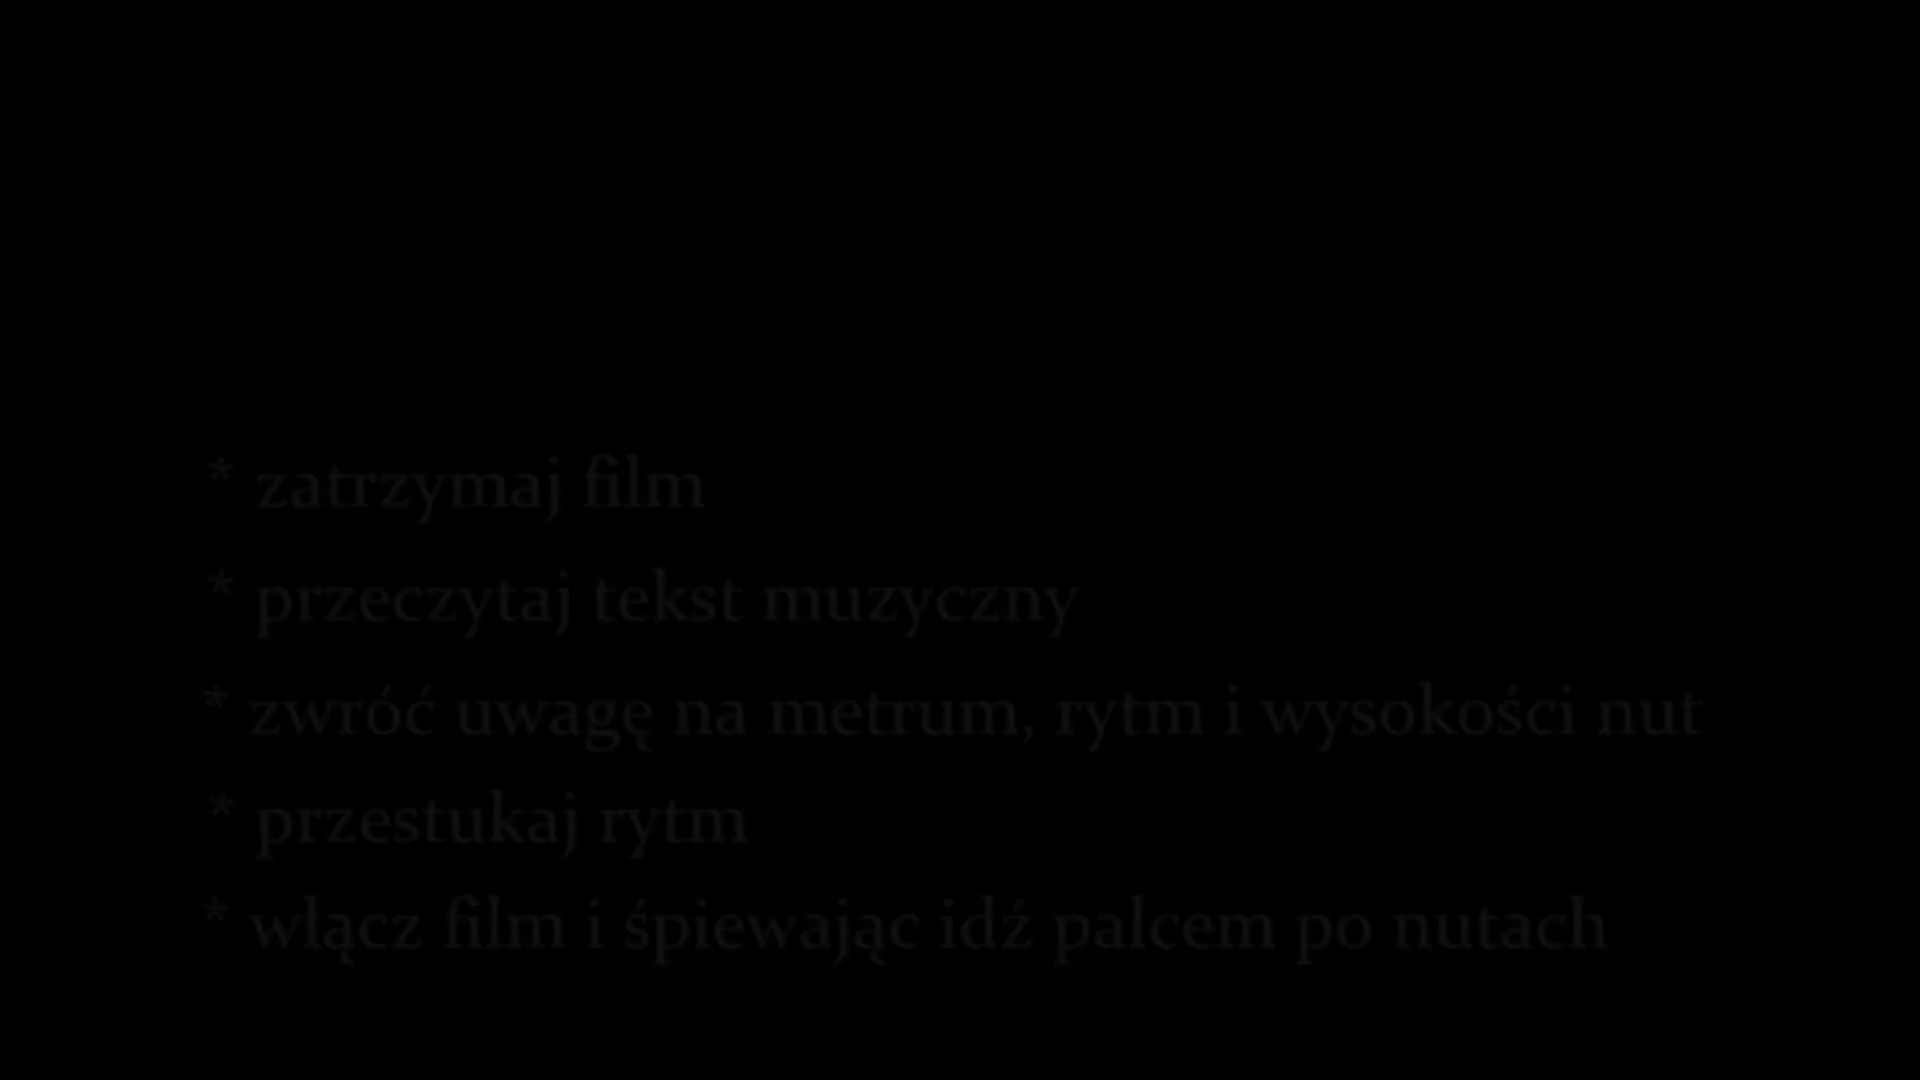 * zatrzymaj film
* przeczytaj tekst muzyczny
* zwróć uwagę na metrum, rytm i wysokości nut
* przestukaj rytm
* włącz film i śpiewając idź palcem po nutach